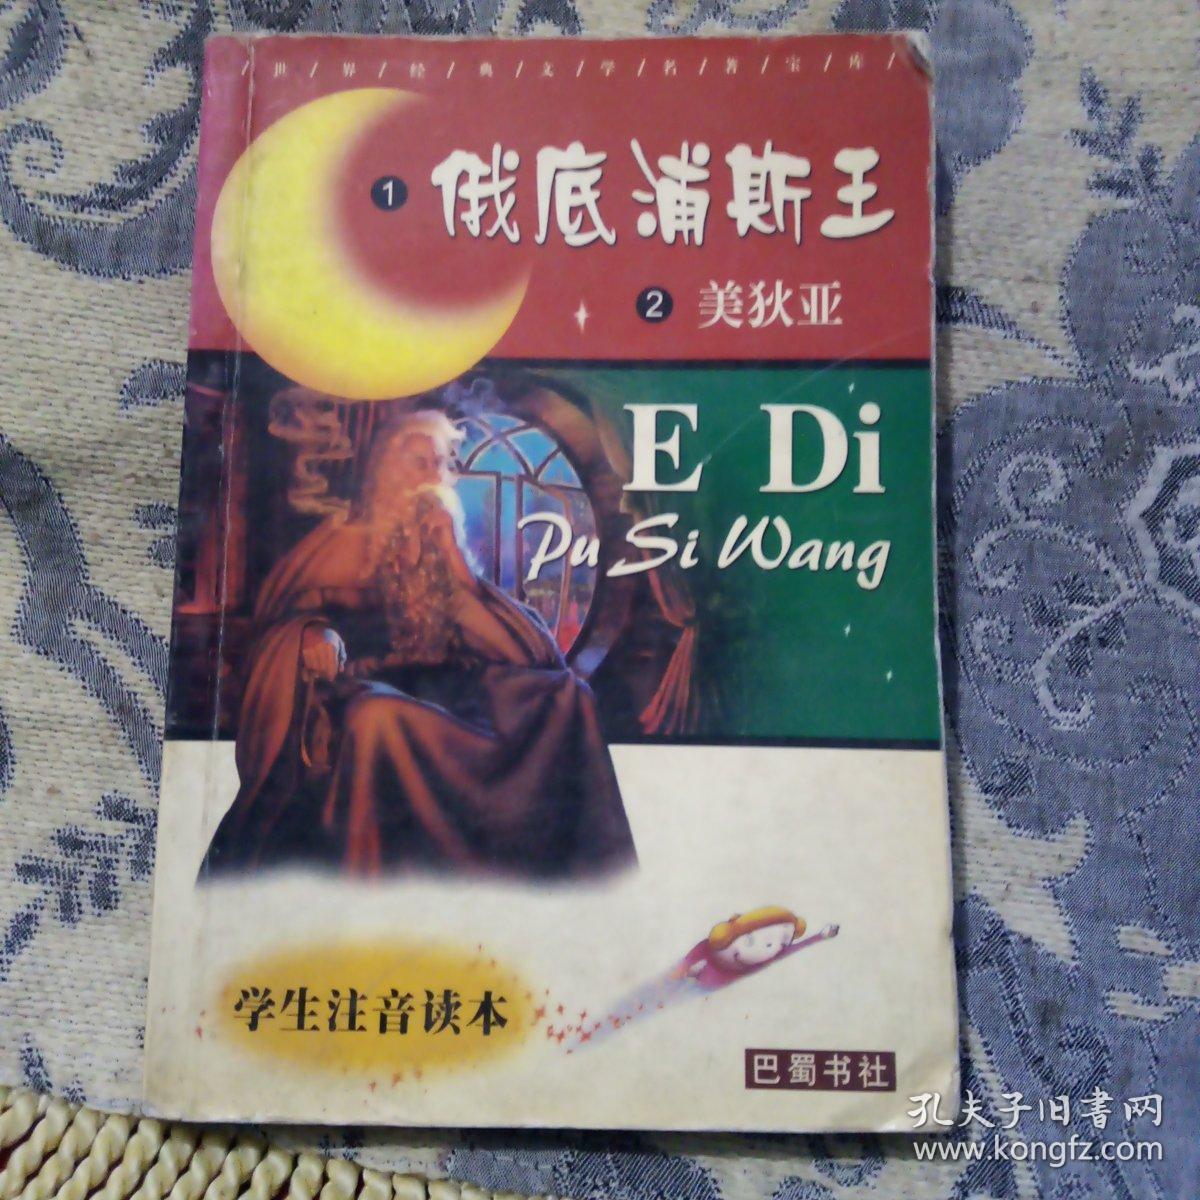 /世/界/经/典/文/学/名/著/宝/库/
1 俄底浦斯王
2 美狄亚
E Di
Pu Si Wang
学生注音读本
巴蜀书社
孔夫子旧書网
www.kongfz.com